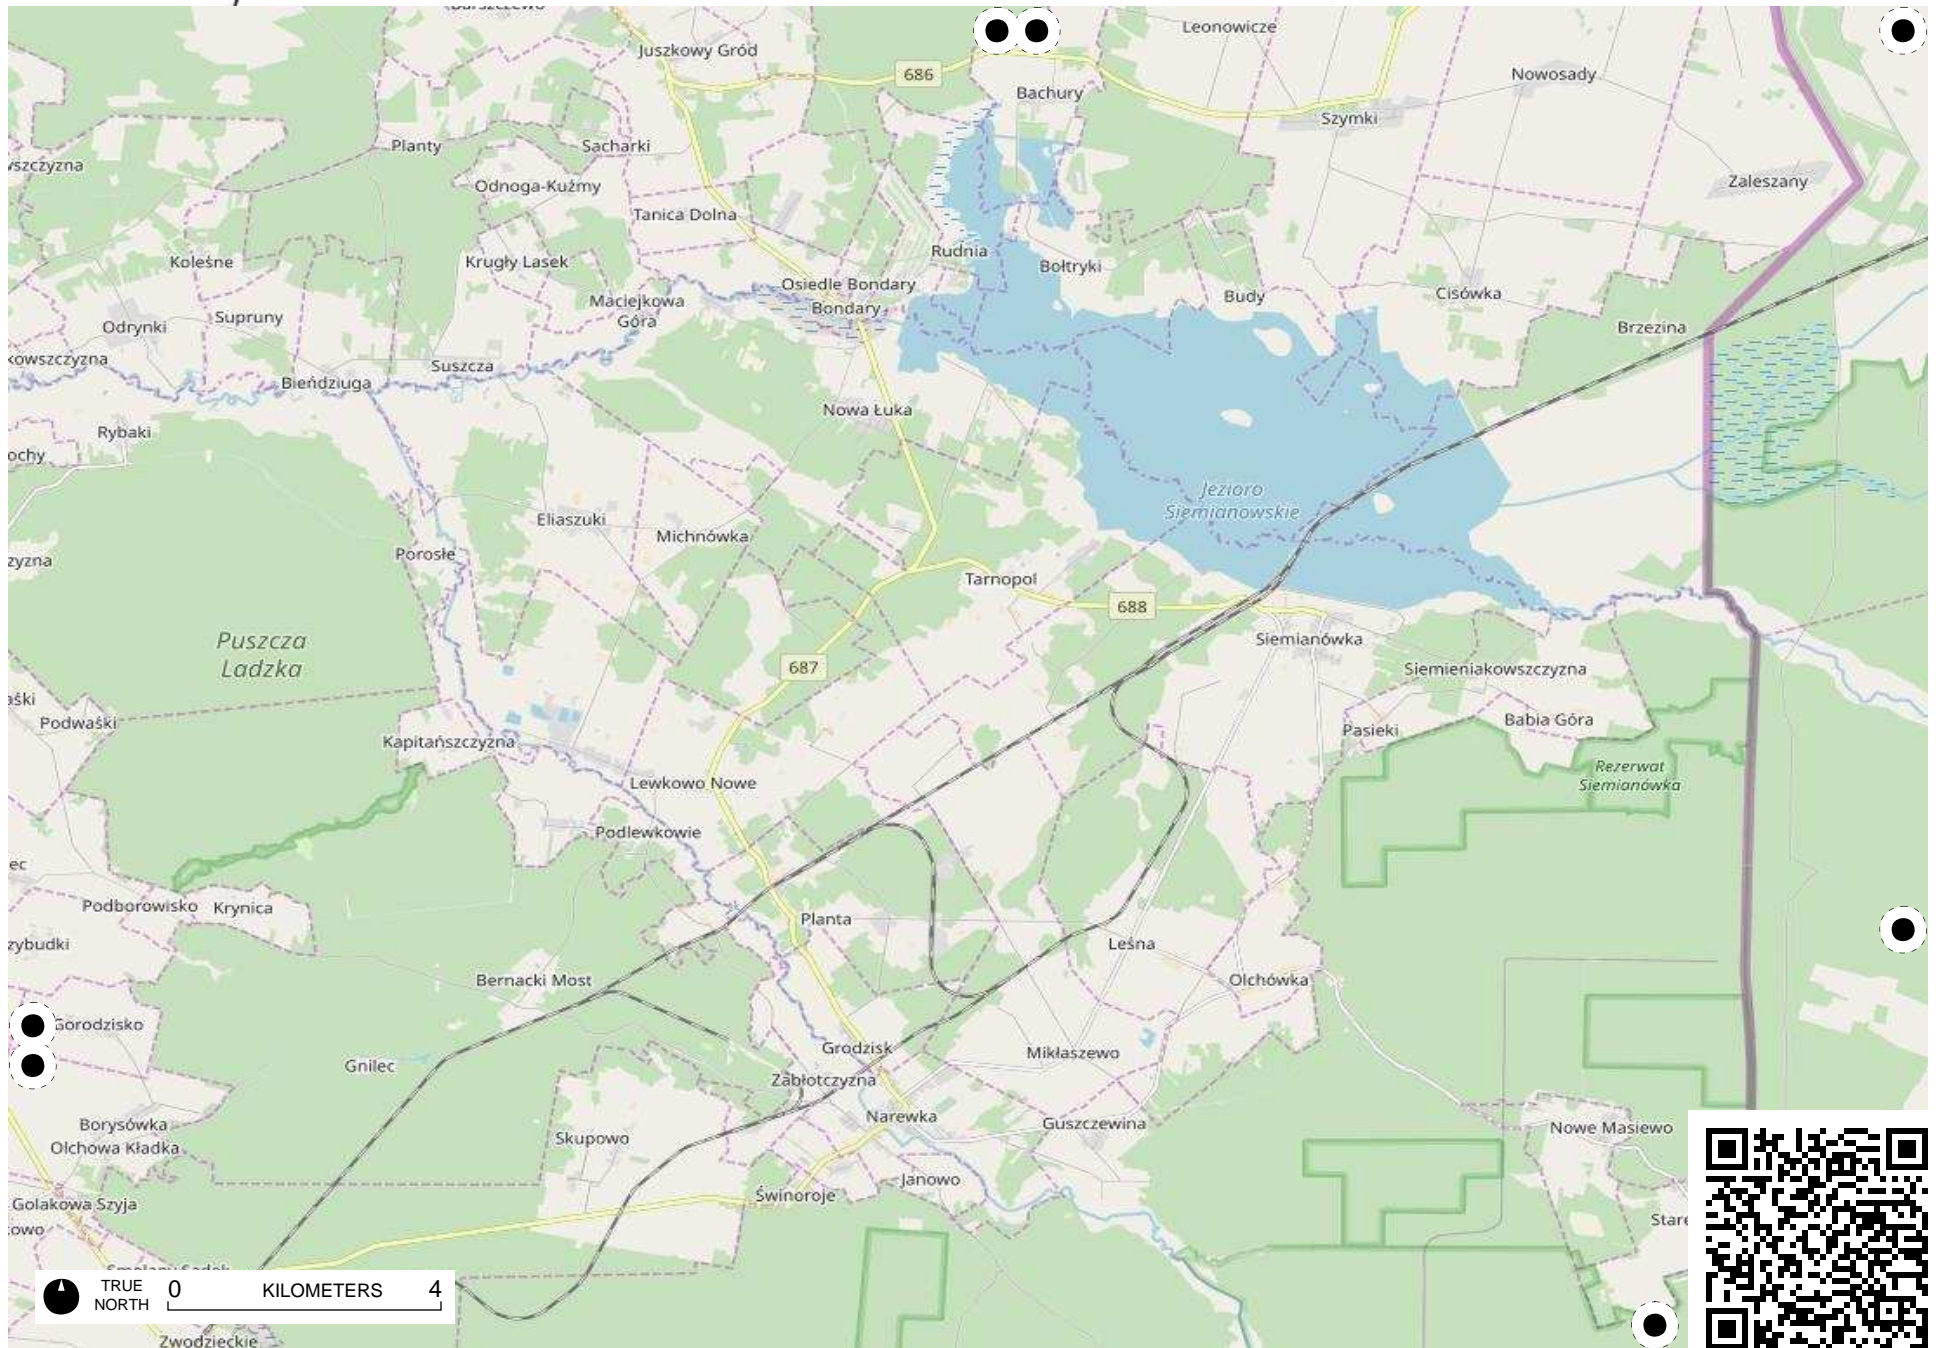 Juszkowy Gród
Leonowicze
686
Nowosady
Bachury
Szymki
Planty
Sacharki
Odnoga-Kuźmy
Zaleszany
Tanica Dolna
Koleśne
Krugły Lasek
Rudnia
Bołtryki
Osiedle Bondary
Bondary
Maciejkowa
Góra
Budy
Cisówka
Supruny
Odrynki
Brzezina
Suszcza
Bieńdziuga
Nowa Łuka
Rybaki
Jezioro
Siemianowskie
Eliaszuki
Michnówka
Porosłe
Tarnopol
688
Siemianówka
Puszcza
Ladzka
687
Siemieniakowszczyzna
Podwaśki
Babia Góra
Pasieki
Kapitańszczyzna
Rezerwat
Siemianówka
Lewkowo Nowe
Podlewkowie
Podborowisko
Krynica
Planta
Leśna
Bernacki Most
Olchówka
Gorodzisko
Grodzisk
Mikłaszewo
Gnilec
Zabłotczyzna
Narewka
Borysówka
Guszczewina
Nowe Masiewo
Skupowo
Olchowa Kładka
Janowo
Świnoroje
Golakowa Szyja
TRUE
NORTH
0 KILOMETERS 4
Zwodzieckie